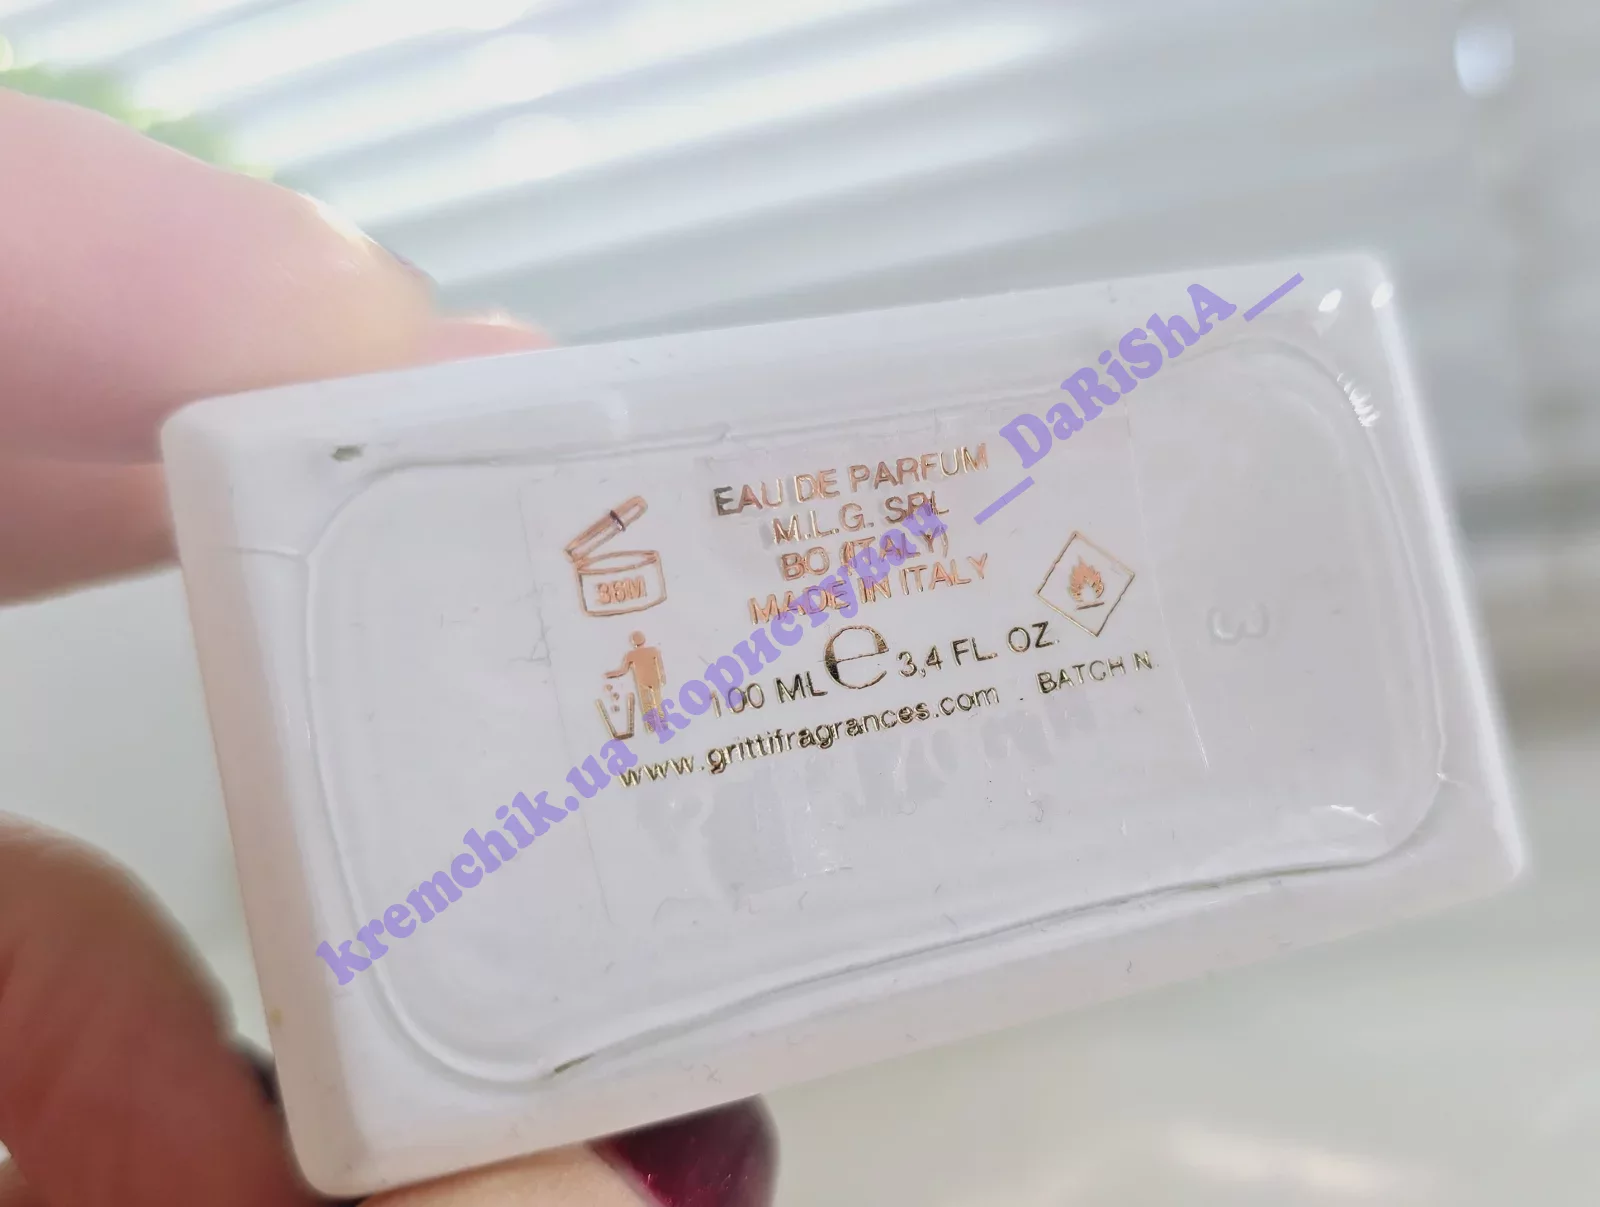 EAU DE PARFUM
M.L.G. SRL
BO (ITALY)
MADE IN ITALY
36M
100 ML e 3,4 FL. OZ.
www.grittifragrances.com . BATCH N.
3
kremchik.ua користувач __DaRiShA__